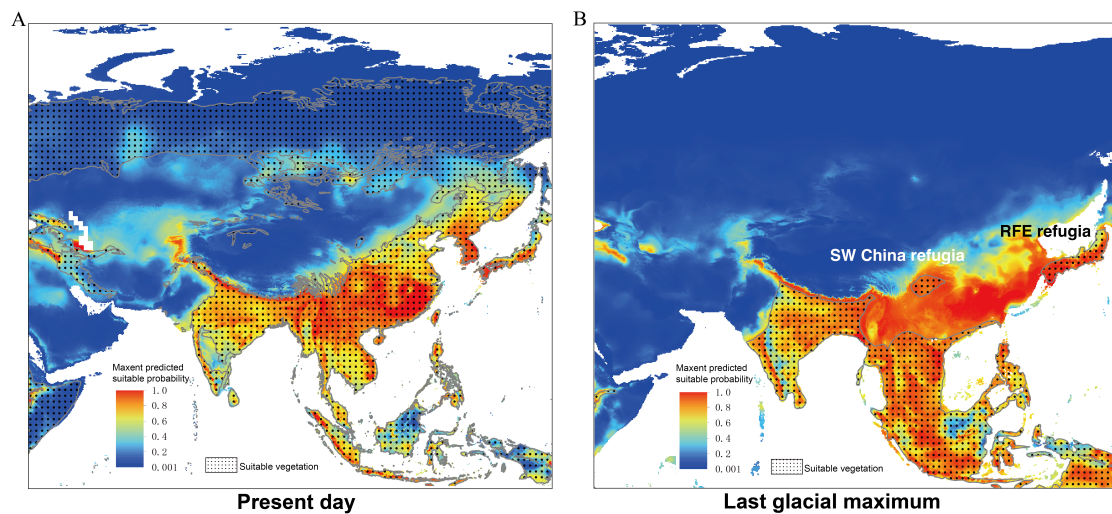 A
Maxent predicted
suitable probability
1.0
0.8
0.6
0.4
0.2
0.001
Suitable vegetation
Present day
B
RFE refugia
SW China refugia
Maxent predicted
suitable probability
1.0
0.8
0.6
0.4
0.2
0.001
Suitable vegetation
Last glacial maximum